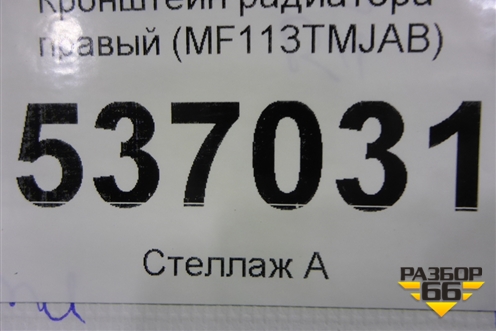 Кронштейн радиатора
правый (MF113TMJAB)
537031
Стеллаж А
РАЗБОР
66